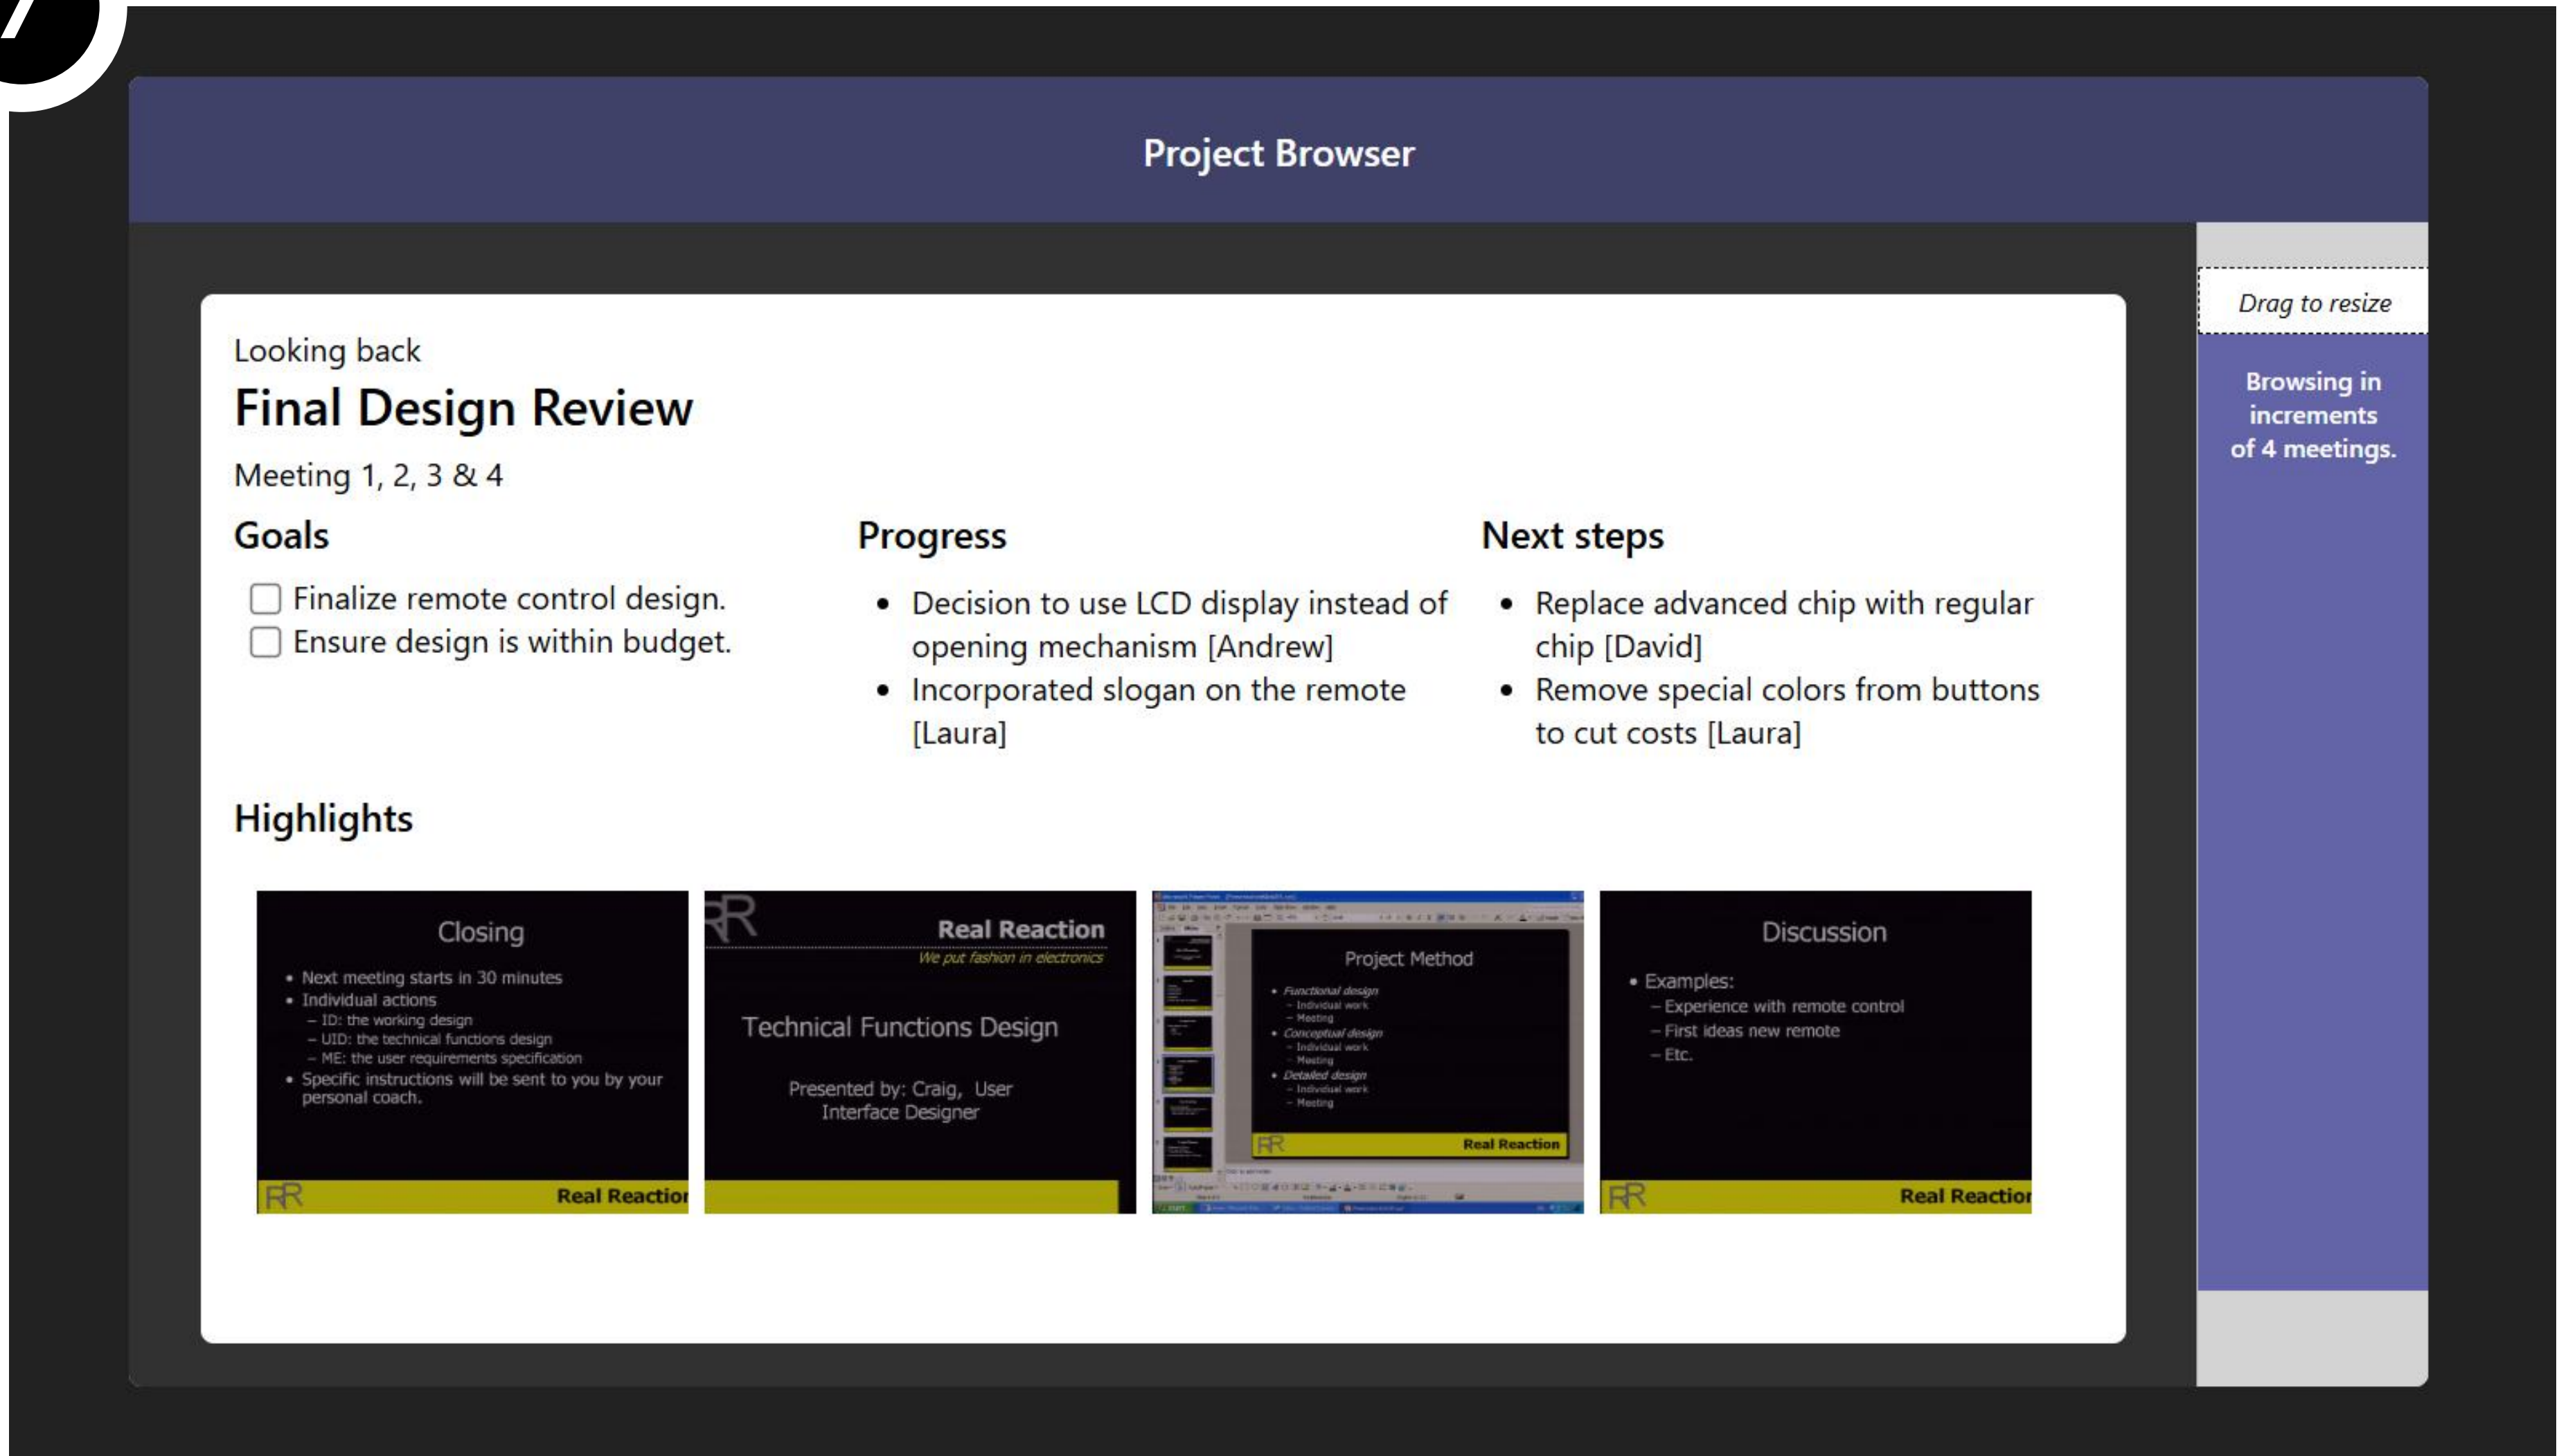 Project Browser
Drag to resize
Browsing in
increments
of 4 meetings.
Looking back
Final Design Review
Meeting 1, 2, 3 & 4
Goals
Finalize remote control design.
Ensure design is within budget.
Progress
• Decision to use LCD display instead of
opening mechanism [Andrew]
• Incorporated slogan on the remote
[Laura]
Next steps
• Replace advanced chip with regular
chip [David]
• Remove special colors from buttons
to cut costs [Laura]
Highlights
Closing
• Next meeting starts in 30 minutes
• Individual actions
– ID: the working design
– UID: the technical functions design
– ME: the user requirements specification
• Specific instructions will be sent to you by your
personal coach.
RR
Real Reaction
RR
Real Reaction
We put fashion in electronics
Technical Functions Design
Presented by: Craig, User
Interface Designer
Project Method
• Functional design
– Individual work
– Meeting
• Conceptual design
– Individual work
– Meeting
• Detailed design
– Individual work
– Meeting
RR
Real Reaction
Discussion
• Examples:
– Experience with remote control
– First ideas new remote
– Etc.
RR
Real Reaction